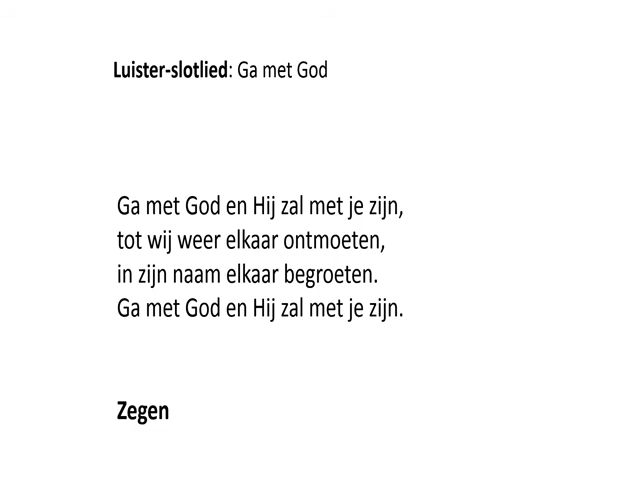 Luister-slotlied: Ga met God
Ga met God en Hij zal met je zijn,
tot wij weer elkaar ontmoeten,
in zijn naam elkaar begroeten.
Ga met God en Hij zal met je zijn.
Zegen